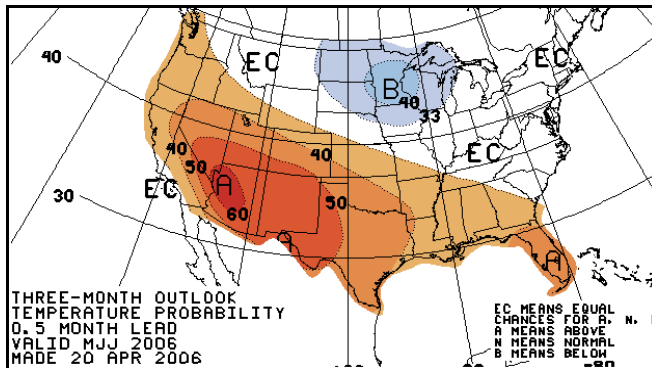 40
EC
EC
B
40
33
EC
40
50
40
A
EC
60
50
30
A
THREE-MONTH OUTLOOK
TEMPERATURE PROBABILITY
0.5 MONTH LEAD
VALID MJJ 2006
MADE 20 APR 2006
EC MEANS EQUAL
CHANCES FOR A, N,
A MEANS ABOVE
N MEANS NORMAL
B MEANS BELOW